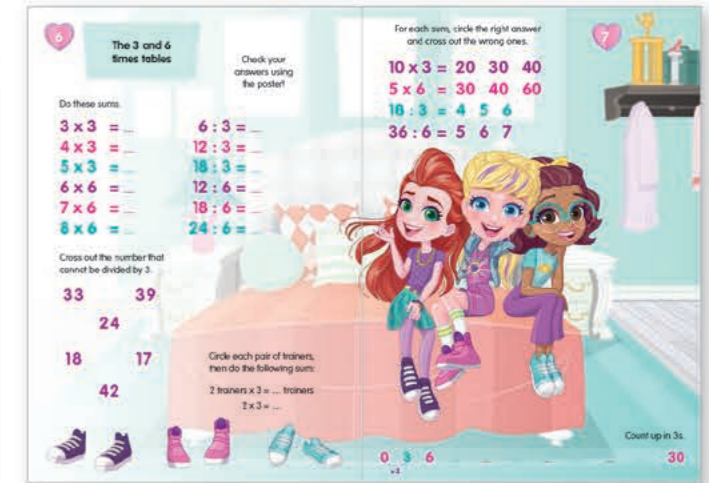 6
The 3 and 6
times tables
Check your
answers using
the poster!
Do these sums.
3 x 3 = _
4 x 3 = _
5 x 3 = _
6 x 6 = _
7 x 6 = _
8 x 6 = _
6 : 3 = _
12 : 3 = _
18 : 3 = _
12 : 6 = _
18 : 6 = _
24 : 6 = _
Cross out the number that
cannot be divided by 3.
33 39
24
18 17
42
Circle each pair of trainers,
then do the following sum:
2 trainers x 3 = ... trainers
2 x 3 = ...
For each sum, circle the right answer
and cross out the wrong ones.
7
10 x 3 = 20 30 40
5 x 6 = 30 40 60
18 : 3 = 4 5 6
36 : 6 = 5 6 7
Count up in 3s.
0 3 6 _ _ _ _ _ _ _ 30
+3